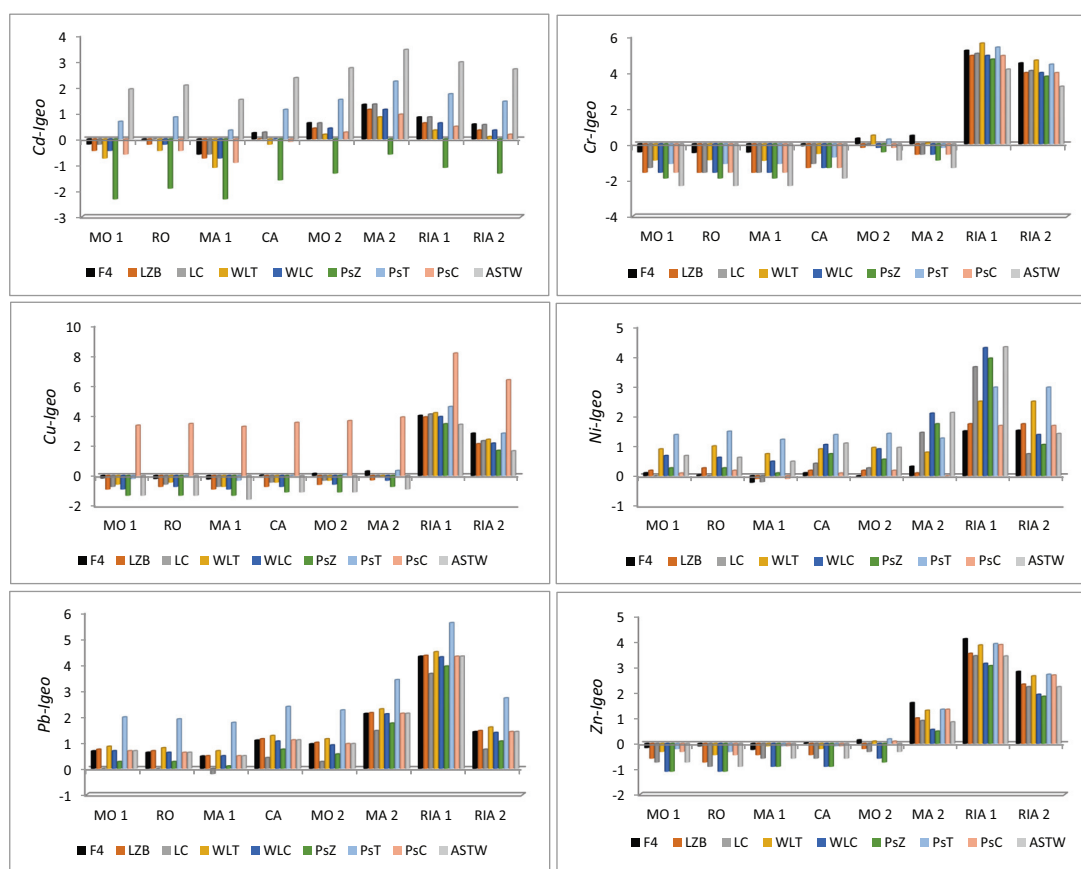 Cd-Igeo
4
3
2
1
0
-1
-2
-3
MO 1 RO MA 1 CA MO 2 MA 2 RIA 1 RIA 2
F4 LZB LC WLT WLC PsZ PsT PsC ASTW
Cr-Igeo
6
4
2
0
-2
-4
MO 1 RO MA 1 CA MO 2 MA 2 RIA 1 RIA 2
F4 LZB LC WLT WLC PsZ PsT PsC ASTW
Cu-Igeo
10
8
6
4
2
0
-2
MO 1 RO MA 1 CA MO 2 MA 2 RIA 1 RIA 2
F4 LZB LC WLT WLC PsZ PsT PsC ASTW
Ni-Igeo
5
4
3
2
1
0
-1
MO 1 RO MA 1 CA MO 2 MA 2 RIA 1 RIA 2
F4 LZB LC WLT WLC PsZ PsT PsC ASTW
Pb-Igeo
6
5
4
3
2
1
0
-1
MO 1 RO MA 1 CA MO 2 MA 2 RIA 1 RIA 2
F4 LZB LC WLT WLC PsZ PsT PsC ASTW
Zn-Igeo
5
4
3
2
1
0
-1
-2
MO 1 RO MA 1 CA MO 2 MA 2 RIA 1 RIA 2
F4 LZB LC WLT WLC PsZ PsT PsC ASTW